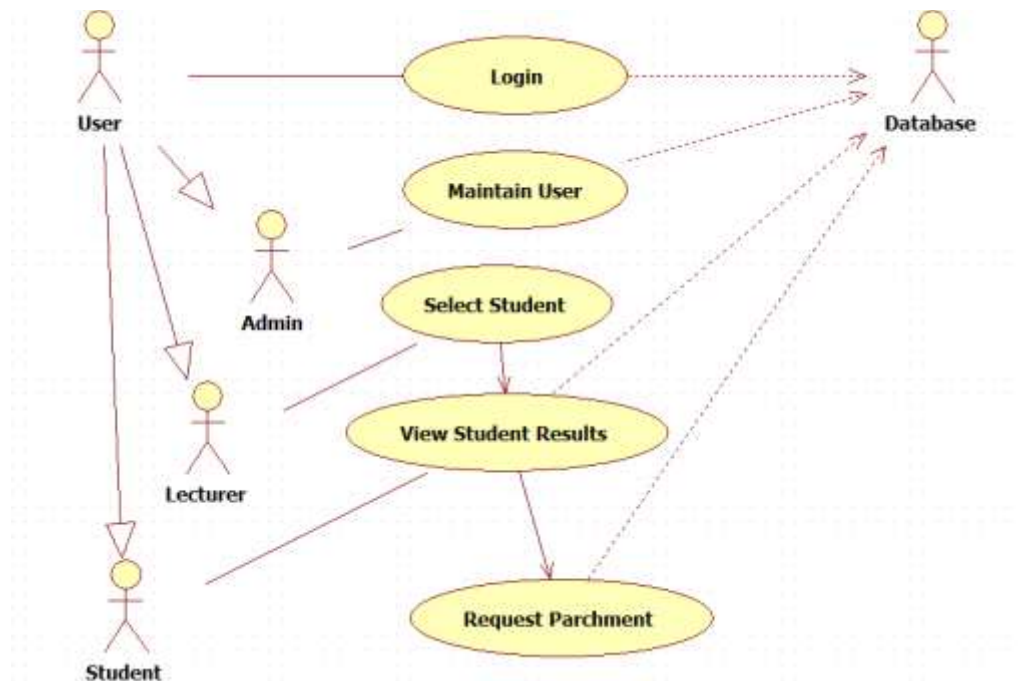 Login
User
Database
Maintain User
Select Student
Admin
View Student Results
Lecturer
Request Parchment
Student